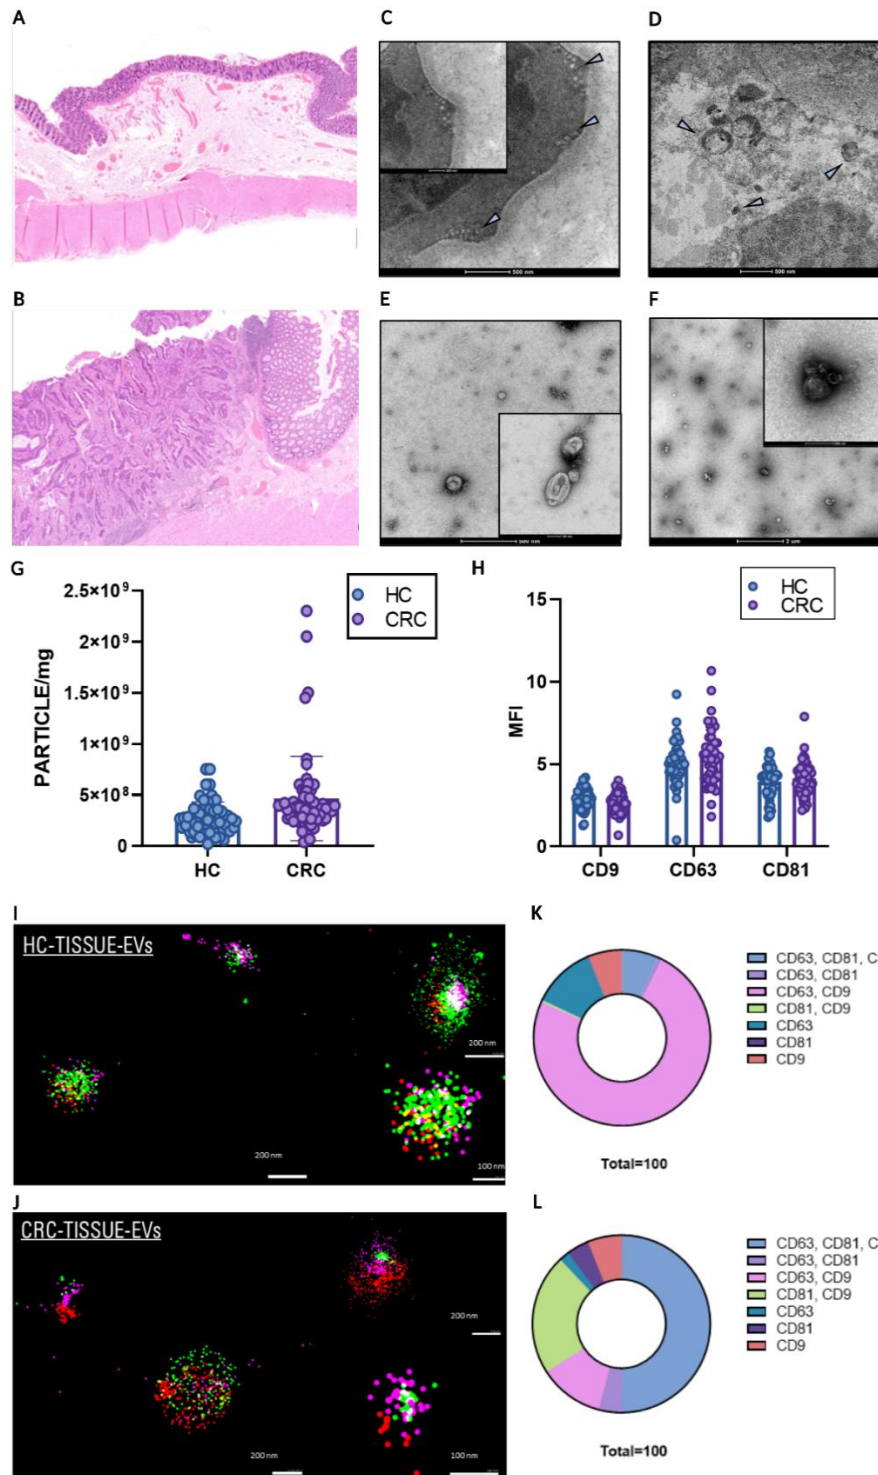 A
C
D
500 nm
500 nm
B
E
F
500 nm
2 µm
G
HC
CRC
2.5×10⁹
2×10⁹
1.5×10⁹
1×10⁹
5×10⁸
0
PARTICLE/mg
HC
CRC
H
HC
CRC
15
10
5
0
MFI
CD9
CD63
CD81
I
HC-TISSUE-EVs
200 nm
200 nm
100 nm
K
CD63, CD81, C
CD63, CD81
CD63, CD9
CD81, CD9
CD63
CD81
CD9
Total=100
J
CRC-TISSUE-EVs
200 nm
200 nm
100 nm
L
CD63, CD81, C
CD63, CD81
CD63, CD9
CD81, CD9
CD63
CD81
CD9
Total=100